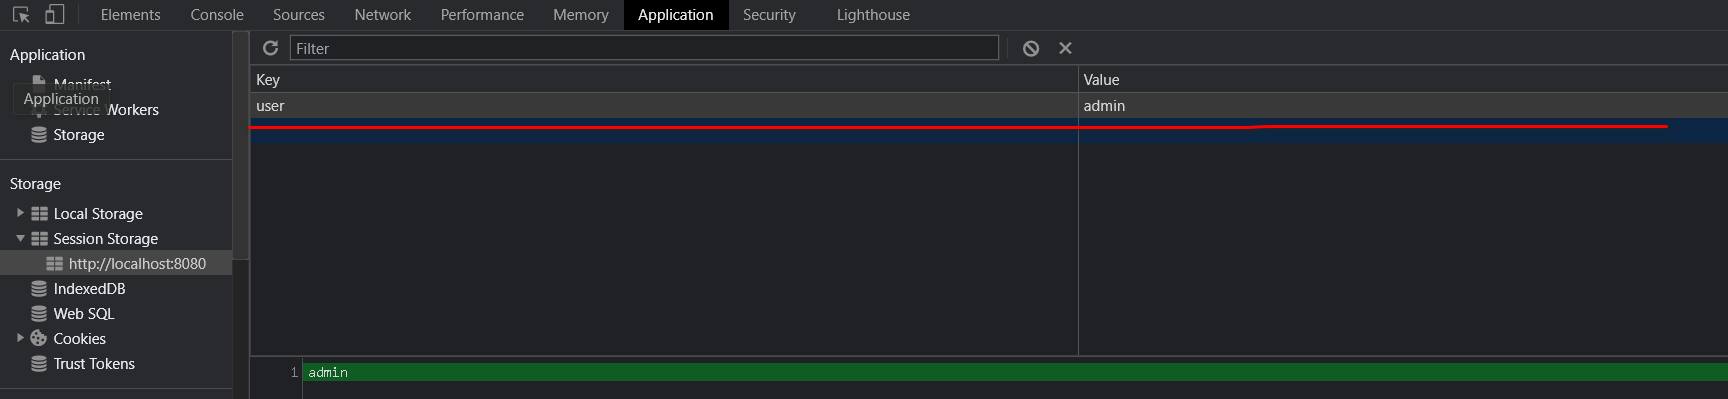 Elements Console Sources Network Performance Memory Application Security Lighthouse
Application
Manifest
Application
Service Workers
Storage
Storage
Local Storage
Session Storage
http://localhost:8080
IndexedDB
Web SQL
Cookies
Trust Tokens
Filter
Key Value
user admin
1 admin